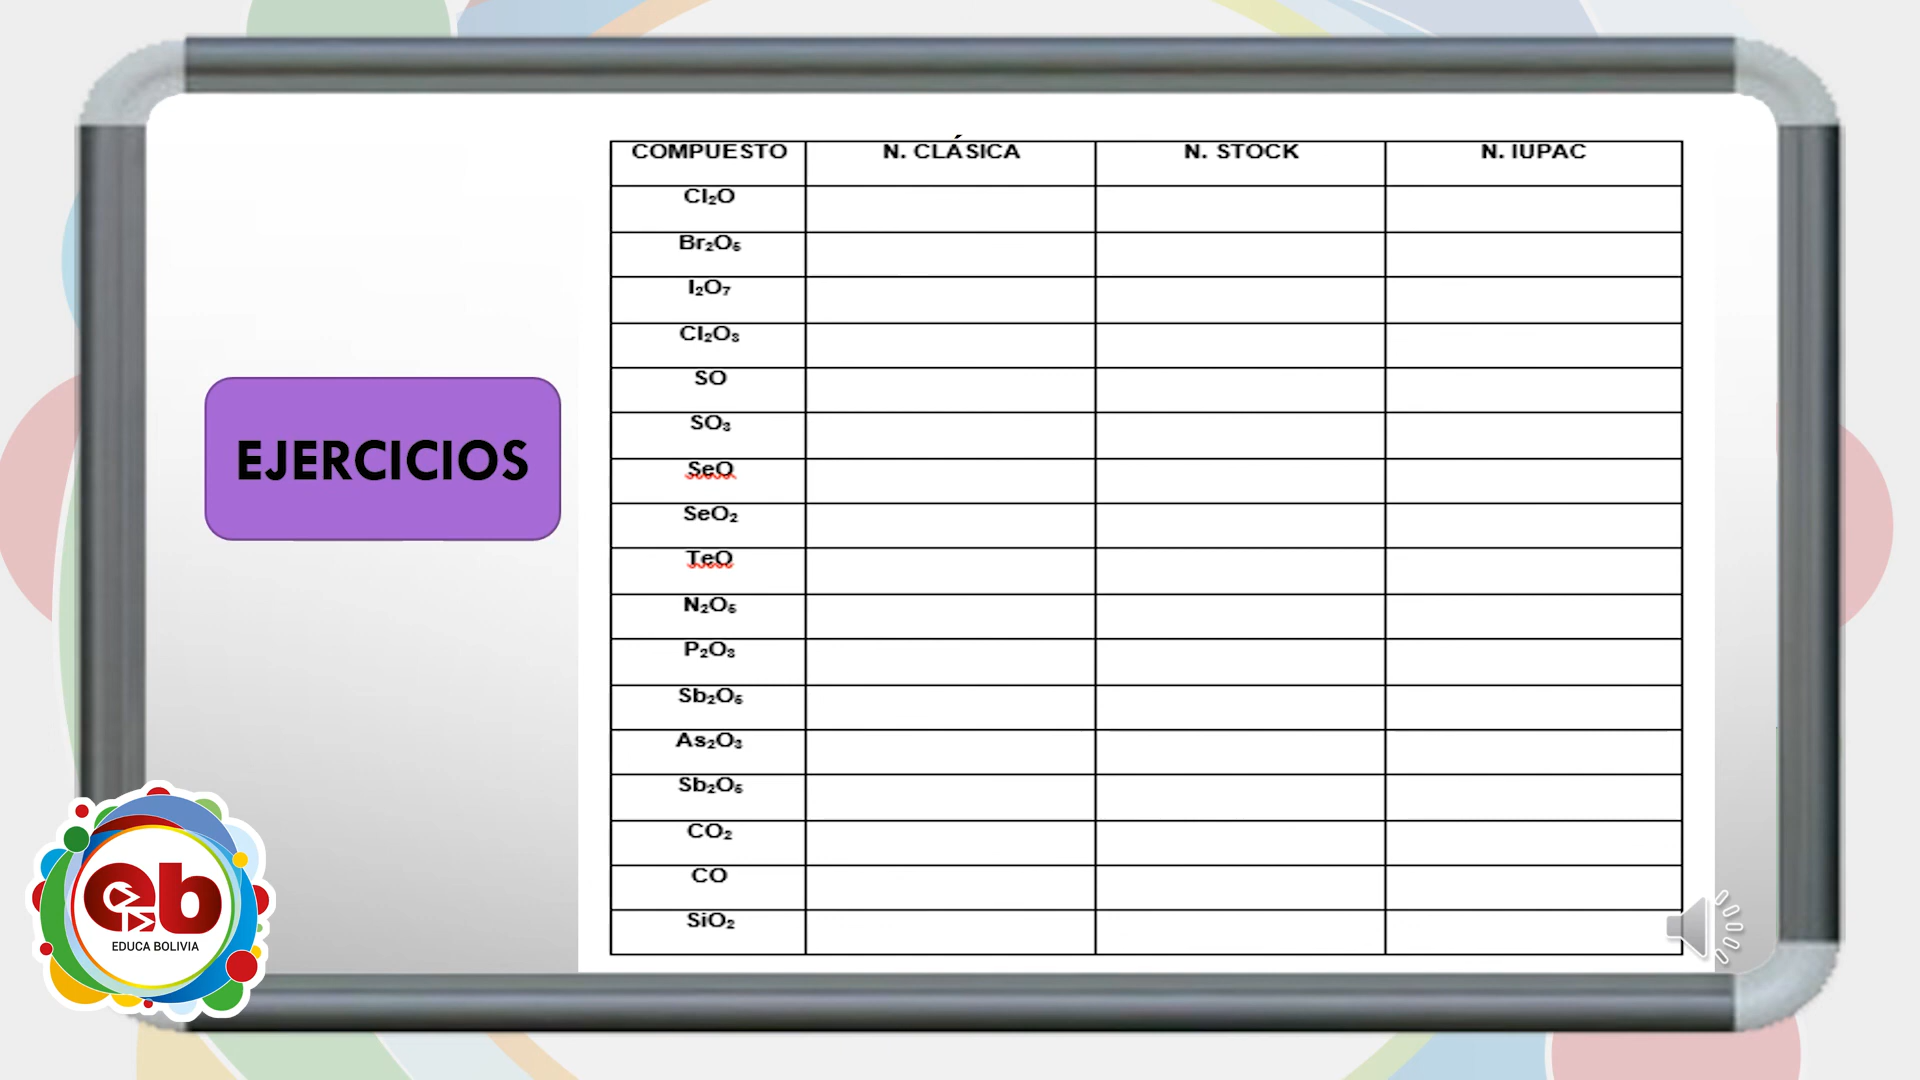 COMPUESTO N. CLÁSICA N. STOCK N. IUPAC
Cl₂O
Br₂O₅
I₂O₇
Cl₂O₃
SO
SO₃
SeO
SeO₂
TeO
N₂O₅
P₂O₃
Sb₂O₅
As₂O₃
Sb₂O₅
CO₂
CO
SiO₂
EJERCICIOS
eb
EDUCA BOLIVIA